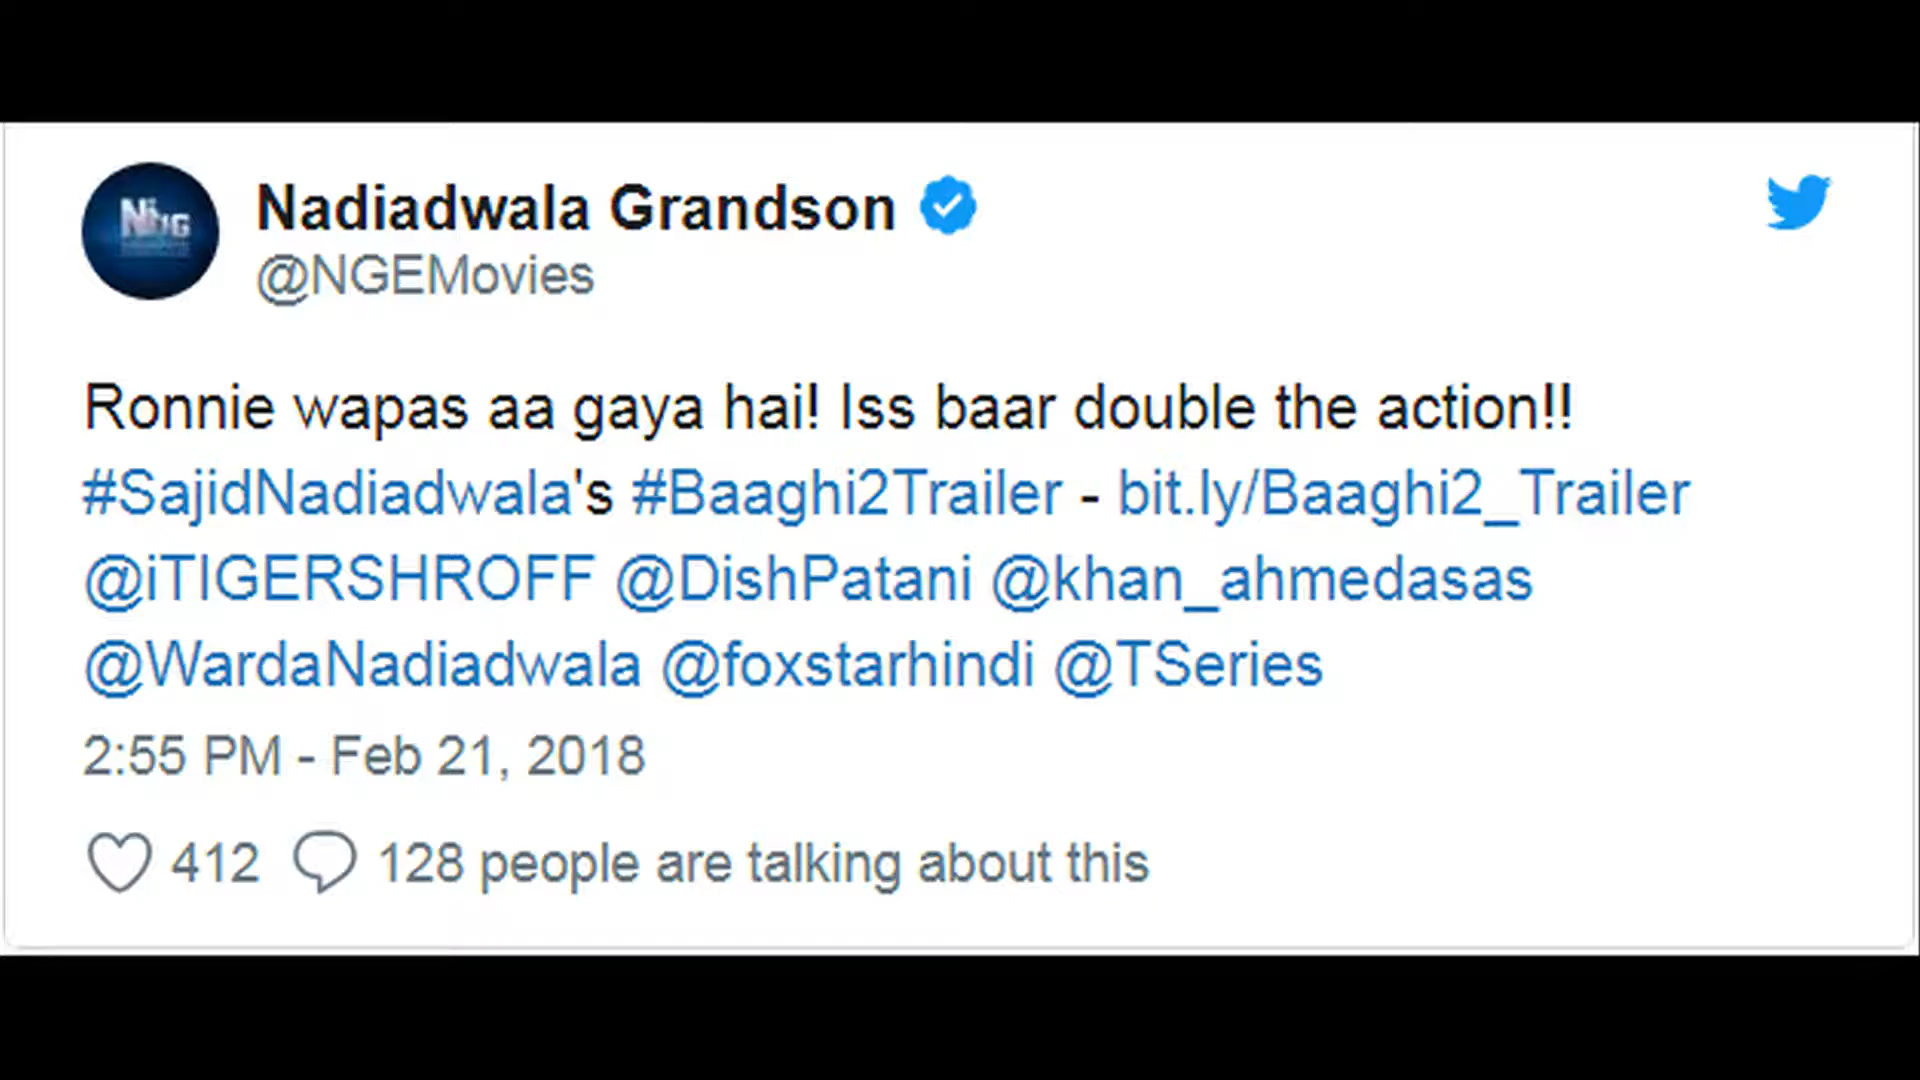 Nadiadwala Grandson
@NGEMovies
Ronnie wapas aa gaya hai! Iss baar double the action!!
#SajidNadiadwala's #Baaghi2Trailer - bit.ly/Baaghi2_Trailer
@iTIGERSHROFF @DishPatani @khan_ahmedasas
@WardaNadiadwala @foxstarhindi @TSeries
2:55 PM - Feb 21, 2018
412 128 people are talking about this